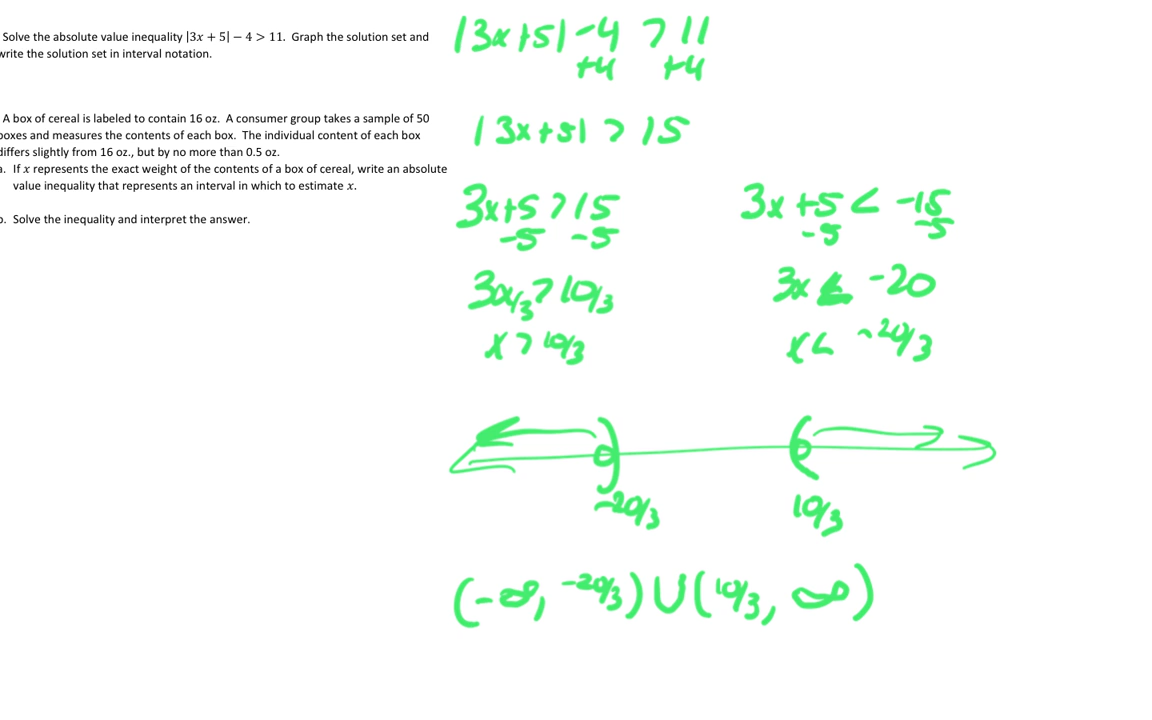 Solve the absolute value inequality |3x + 5| − 4 > 11. Graph the solution set and
write the solution set in interval notation.
A box of cereal is labeled to contain 16 oz. A consumer group takes a sample of 50
boxes and measures the contents of each box. The individual content of each box
differs slightly from 16 oz., but by no more than 0.5 oz.
a. If x represents the exact weight of the contents of a box of cereal, write an absolute
value inequality that represents an interval in which to estimate x.
b. Solve the inequality and interpret the answer.
|3x+5|-4 > 11
+4 +4
|3x+5| > 15
3x+5 > 15 3x+5 < -15
-5 -5 -5 -5
3x/3 > 10/3 3x < -20
x > 10/3 x < -20/3
-20/3 10/3
(-∞, -20/3) ∪ (10/3, ∞)